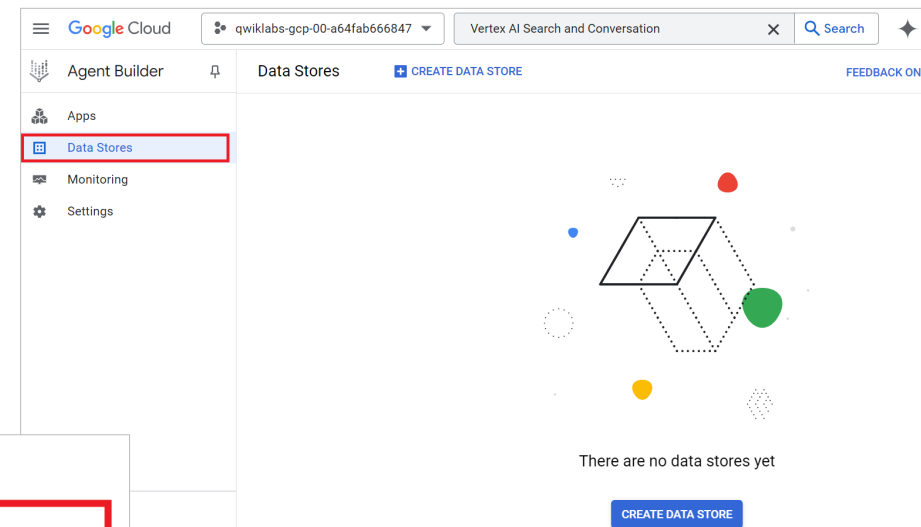 Google Cloud
qwiklabs-gcp-00-a64fab666847
Vertex AI Search and Conversation
Search
Agent Builder
Data Stores
CREATE DATA STORE
FEEDBACK ON
Apps
Data Stores
Monitoring
Settings
There are no data stores yet
CREATE DATA STORE